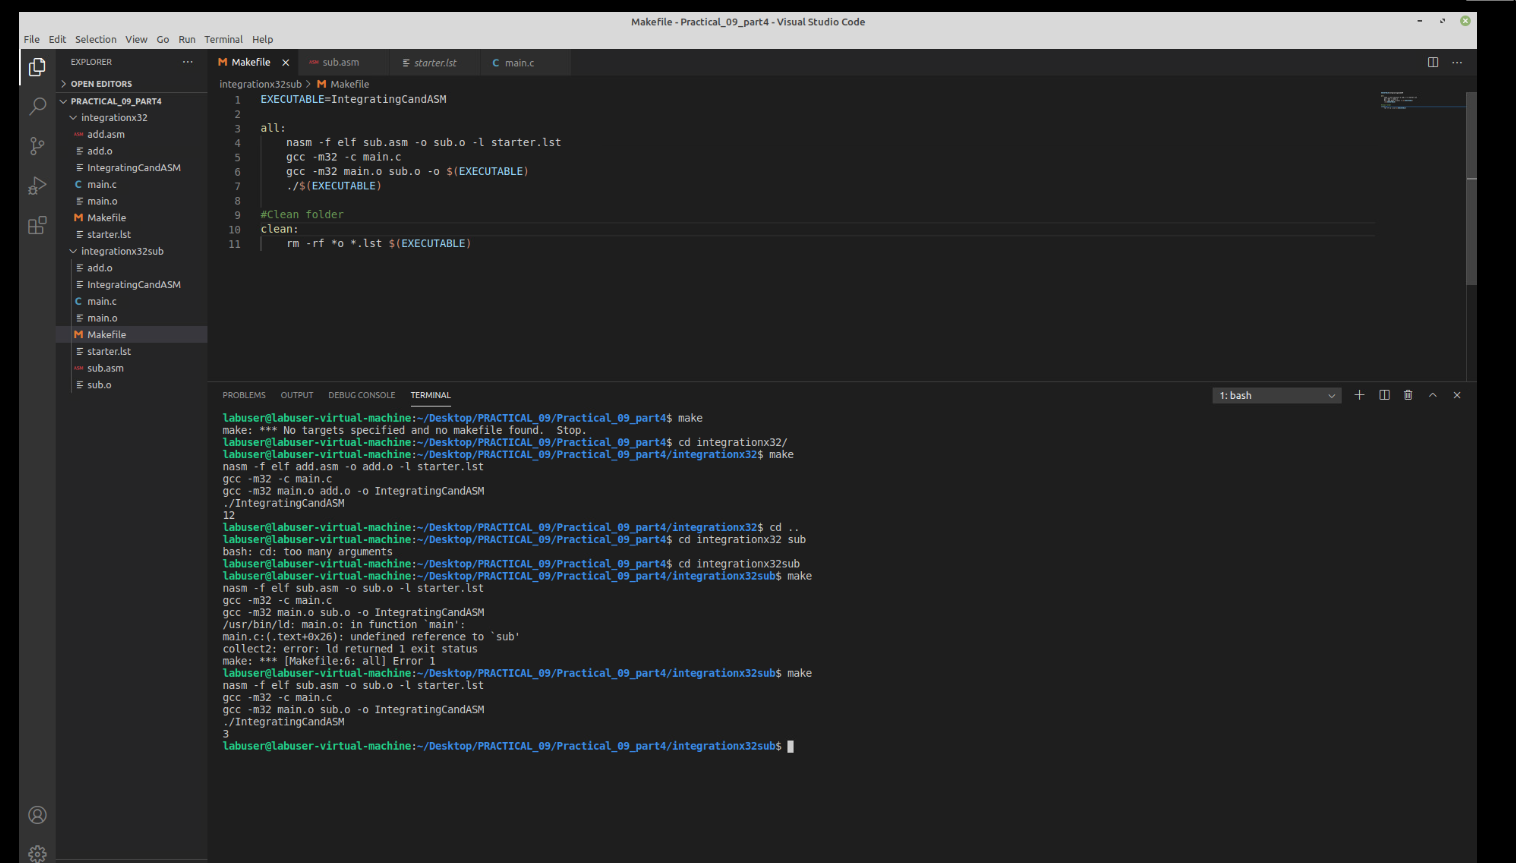 Makefile - Practical_09_part4 - Visual Studio Code
File Edit Selection View Go Run Terminal Help
EXPLORER
OPEN EDITORS
PRACTICAL_09_PART4
integrationx32
ASM add.asm
add.o
IntegratingCandASM
C main.c
main.o
M Makefile
starter.lst
integrationx32sub
add.o
IntegratingCandASM
C main.c
main.o
M Makefile
starter.lst
ASM sub.asm
sub.o
M Makefile ASM sub.asm starter.lst C main.c
integrationx32sub > M Makefile
1 EXECUTABLE=IntegratingCandASM
2
3 all:
4 nasm -f elf sub.asm -o sub.o -l starter.lst
5 gcc -m32 -c main.c
6 gcc -m32 main.o sub.o -o $(EXECUTABLE)
7 ./$(EXECUTABLE)
8
9 #Clean folder
10 clean:
11 rm -rf *o *.lst $(EXECUTABLE)
PROBLEMS OUTPUT DEBUG CONSOLE TERMINAL 1: bash
labuser@labuser-virtual-machine:~/Desktop/PRACTICAL_09/Practical_09_part4$ make
make: *** No targets specified and no makefile found.  Stop.
labuser@labuser-virtual-machine:~/Desktop/PRACTICAL_09/Practical_09_part4$ cd integrationx32/
labuser@labuser-virtual-machine:~/Desktop/PRACTICAL_09/Practical_09_part4/integrationx32$ make
nasm -f elf add.asm -o add.o -l starter.lst
gcc -m32 -c main.c
gcc -m32 main.o add.o -o IntegratingCandASM
./IntegratingCandASM
12
labuser@labuser-virtual-machine:~/Desktop/PRACTICAL_09/Practical_09_part4/integrationx32$ cd ..
labuser@labuser-virtual-machine:~/Desktop/PRACTICAL_09/Practical_09_part4$ cd integrationx32 sub
bash: cd: too many arguments
labuser@labuser-virtual-machine:~/Desktop/PRACTICAL_09/Practical_09_part4$ cd integrationx32sub
labuser@labuser-virtual-machine:~/Desktop/PRACTICAL_09/Practical_09_part4/integrationx32sub$ make
nasm -f elf sub.asm -o sub.o -l starter.lst
gcc -m32 -c main.c
gcc -m32 main.o sub.o -o IntegratingCandASM
/usr/bin/ld: main.o: in function `main':
main.c:(.text+0x26): undefined reference to `sub'
collect2: error: ld returned 1 exit status
make: *** [Makefile:6: all] Error 1
labuser@labuser-virtual-machine:~/Desktop/PRACTICAL_09/Practical_09_part4/integrationx32sub$ make
nasm -f elf sub.asm -o sub.o -l starter.lst
gcc -m32 -c main.c
gcc -m32 main.o sub.o -o IntegratingCandASM
./IntegratingCandASM
3
labuser@labuser-virtual-machine:~/Desktop/PRACTICAL_09/Practical_09_part4/integrationx32sub$